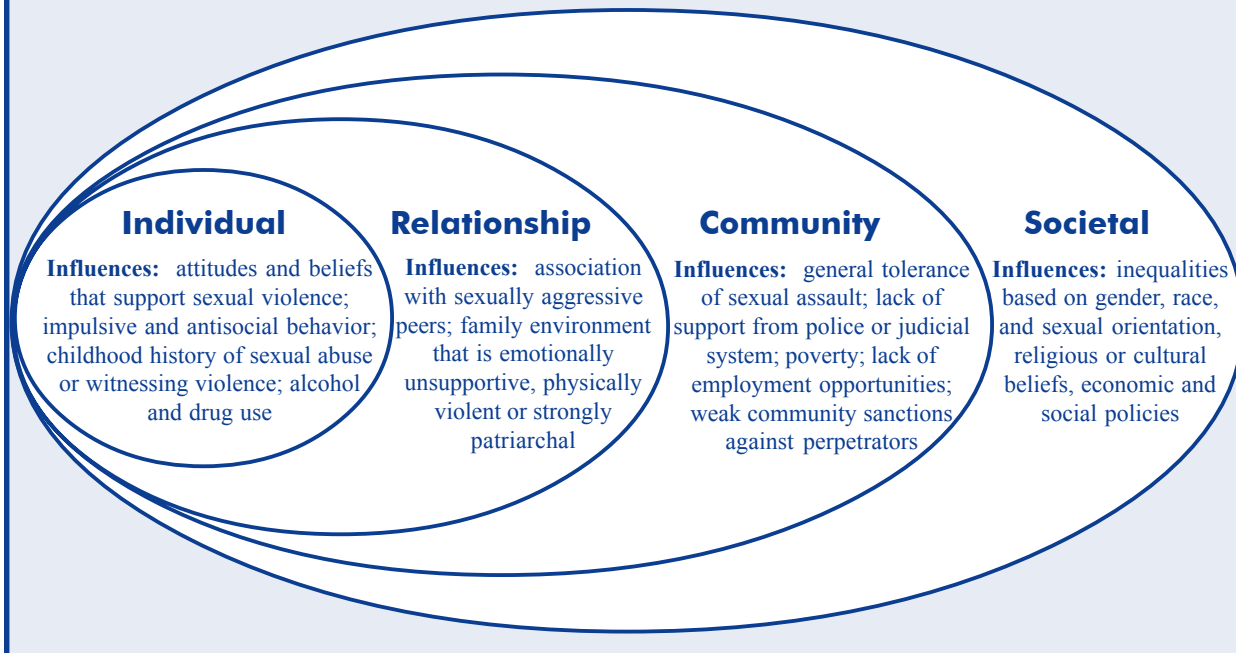 Individual
Influences: attitudes and beliefs
that support sexual violence;
impulsive and antisocial behavior;
childhood history of sexual abuse
or witnessing violence; alcohol
and drug use
Relationship
Influences: association
with sexually aggressive
peers; family environment
that is emotionally
unsupportive, physically
violent or strongly
patriarchal
Community
Influences: general tolerance
of sexual assault; lack of
support from police or judicial
system; poverty; lack of
employment opportunities;
weak community sanctions
against perpetrators
Societal
Influences: inequalities
based on gender, race,
and sexual orientation,
religious or cultural
beliefs, economic and
social policies